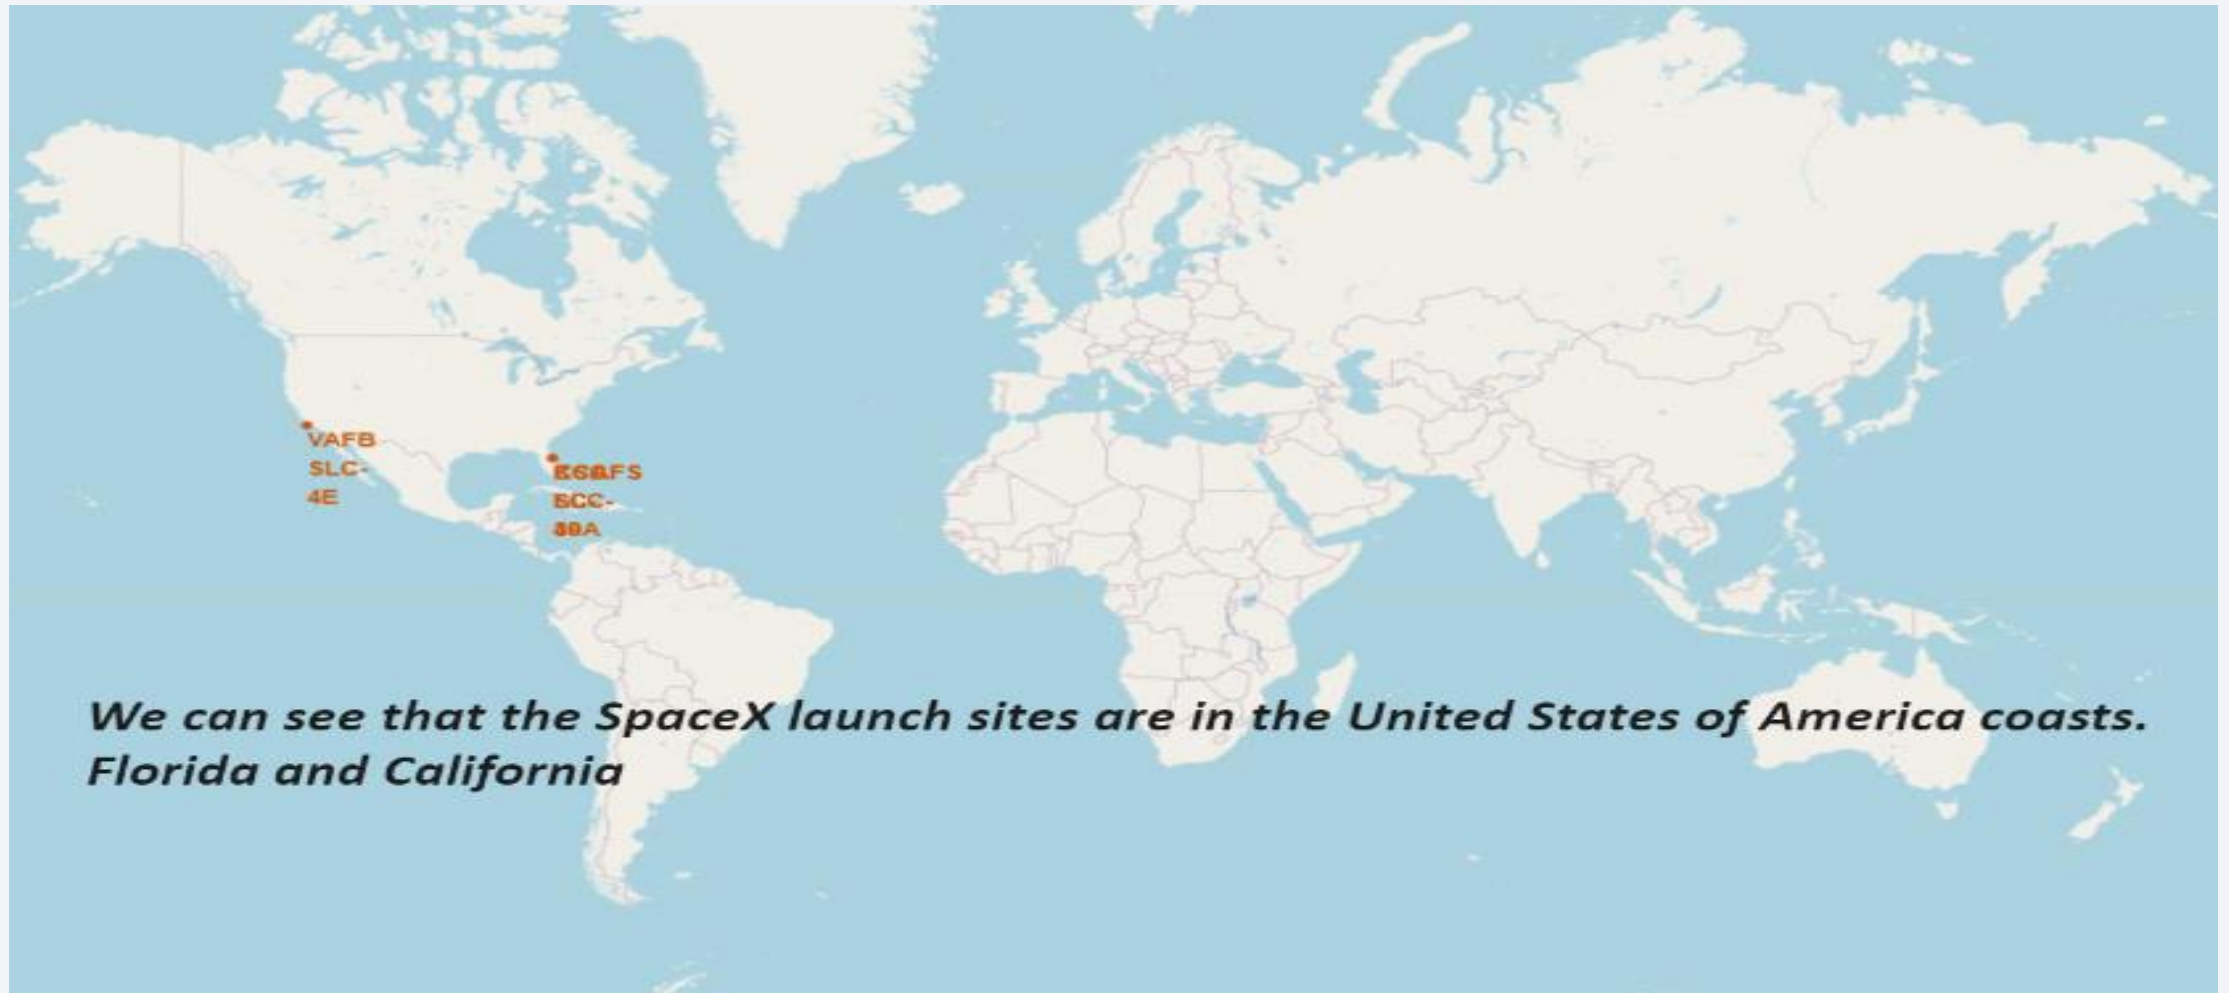 VAFB
SLC-
4E
We can see that the SpaceX launch sites are in the United States of America coasts.
Florida and California